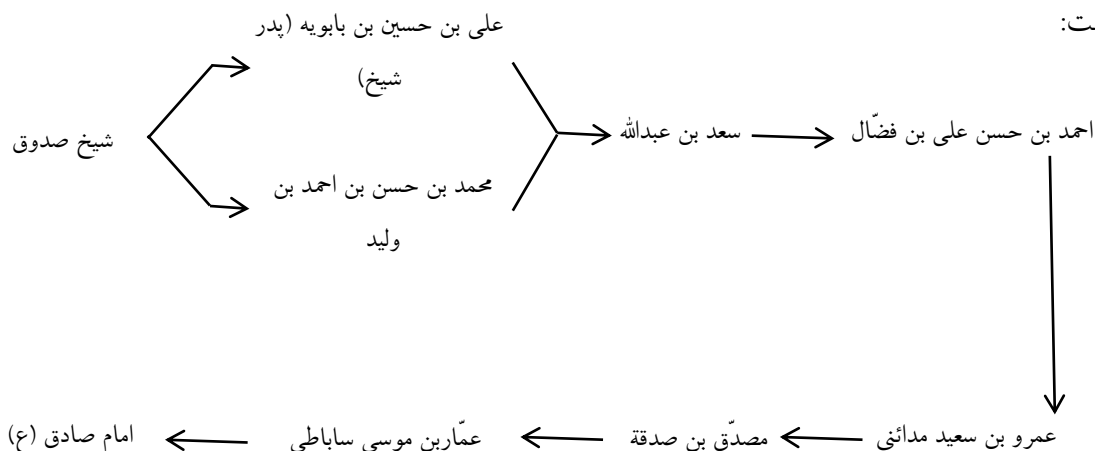 ت:
علی بن حسین بن بابویه (پدر
شیخ)
شیخ صدوق
سعد بن عبدالله
احمد بن حسن علی بن فضّال
محمد بن حسن بن احمد بن
ولید
عمرو بن سعید مدائنی
مصدّق بن صدقة
عمّاربن موسی ساباطی
امام صادق (ع)